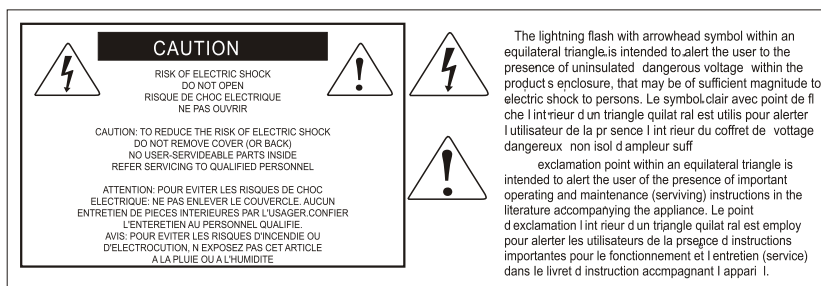 CAUTION
RISK OF ELECTRIC SHOCK
DO NOT OPEN
RISQUE DE CHOC ELECTRIQUE
NE PAS OUVRIR
CAUTION: TO REDUCE THE RISK OF ELECTRIC SHOCK
DO NOT REMOVE COVER (OR BACK)
NO USER-SERVIDEABLE PARTS INSIDE
REFER SERVICING TO QUALIFIED PERSONNEL
ATTENTION: POUR EVITER LES RISQUES DE CHOC
ELECTRIQUE: NE PAS ENLEVER LE COUVERCLE. AUCUN
ENTRETIEN DE PIECES INTERIEURES PAR L'USAGER.CONFIER
L'ENTERETIEN AU PERSONNEL QUALIFIE.
AVIS: POUR EVITER LES RISQUES D'INCENDIE OU
D'ELECTROCUTION, N EXPOSEZ PAS CET ARTICLE
A LA PLUIE OU A L'HUMIDITE
The lightning flash with arrowhead symbol within an
equilateral triangle.is intended to.alert the user to the
presence of uninsulated dangerous voltage within the
product s enclosure, that may be of sufficient magnitude to
electric shock to persons. Le symbol.clair avec point de fl
che l int rieur d un triangle quilat ral est utilis pour alerter
l utilisateur de la pr sence l int rieur du coffret de vottage
dangereux non isol d ampleur suff
exclamation point within an equilateral triangle is
intended to alert the user of the presence of important
operating and maintenance (serviving) instructions in the
literature accompanying the appliance. Le point
d exclamation l int rieur d un triangle quilat ral est employ
pour alerter les utilisateurs de la prsence d instructions
importantes pour le fonctionnement et l entretien (service)
dans le livret d instruction accmpagnant l appari l.